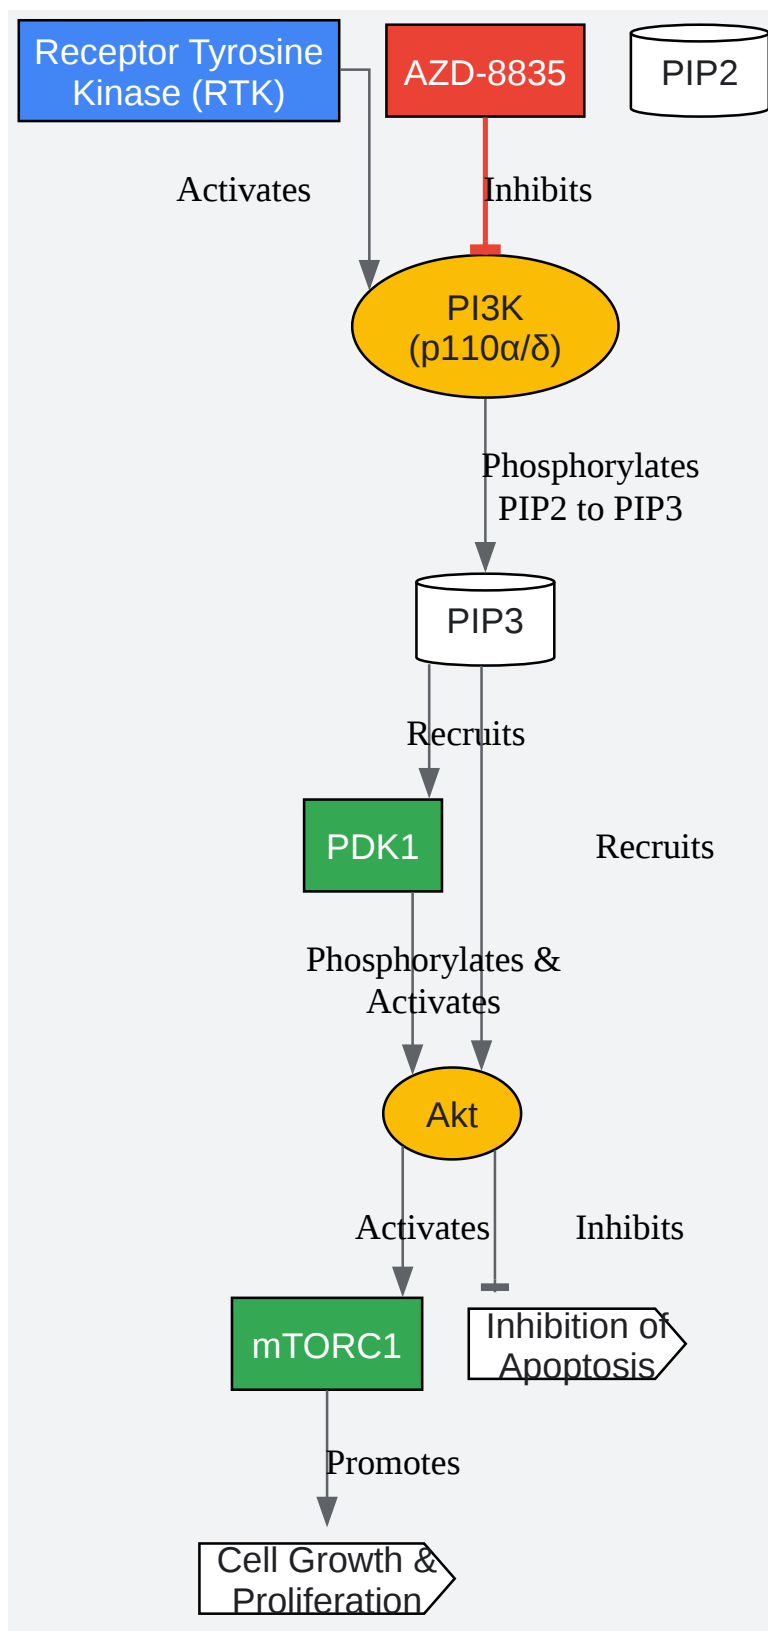 Receptor Tyrosine
Kinase (RTK)
AZD-8835
PIP2
Activates
Inhibits
PI3K
(p110α/δ)
Phosphorylates
PIP2 to PIP3
PIP3
Recruits
PDK1
Recruits
Phosphorylates &
Activates
Akt
Activates
Inhibits
mTORC1
Inhibition of
Apoptosis
Promotes
Cell Growth &
Proliferation